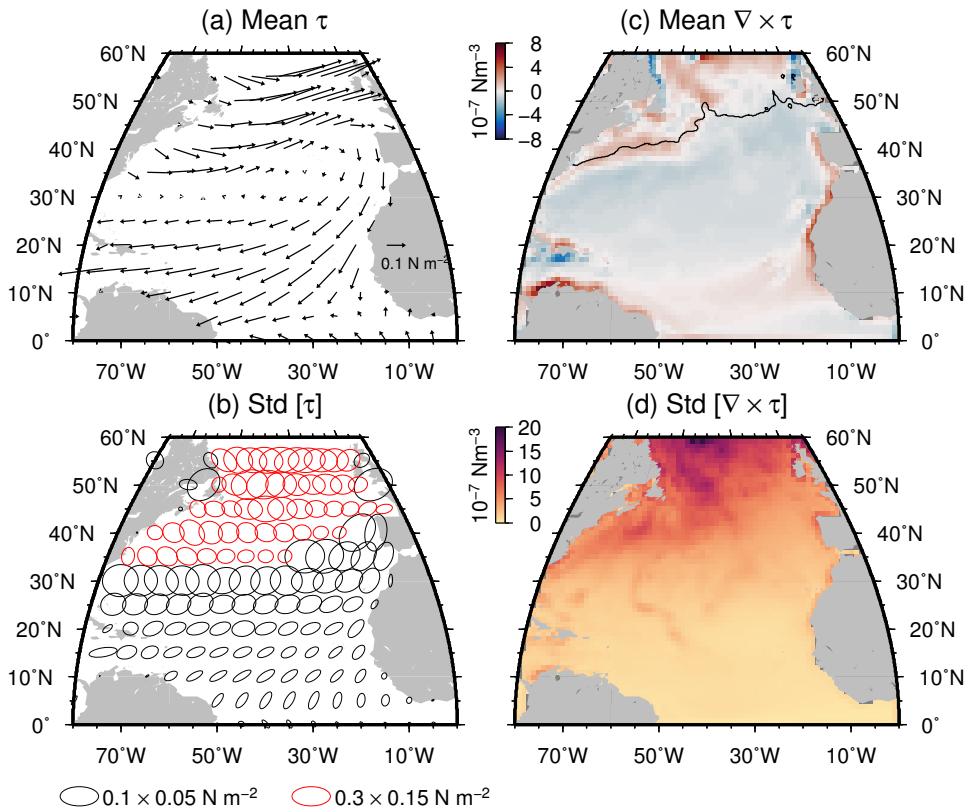 (a) Mean τ
60˚N
50˚N
40˚N
30˚N
20˚N
10˚N
0˚
0.1 N m⁻²
70˚W 50˚W 30˚W 10˚W
(c) Mean ∇ × τ
10⁻⁷ Nm⁻³
8
4
0
−4
−8
60˚N
50˚N
40˚N
30˚N
20˚N
10˚N
0˚
70˚W 50˚W 30˚W 10˚W
(b) Std [τ]
60˚N
50˚N
40˚N
30˚N
20˚N
10˚N
0˚
70˚W 50˚W 30˚W 10˚W
0.1 × 0.05 N m⁻² 0.3 × 0.15 N m⁻²
(d) Std [∇ × τ]
10⁻⁷ Nm⁻³
20
15
10
5
0
60˚N
50˚N
40˚N
30˚N
20˚N
10˚N
0˚
70˚W 50˚W 30˚W 10˚W